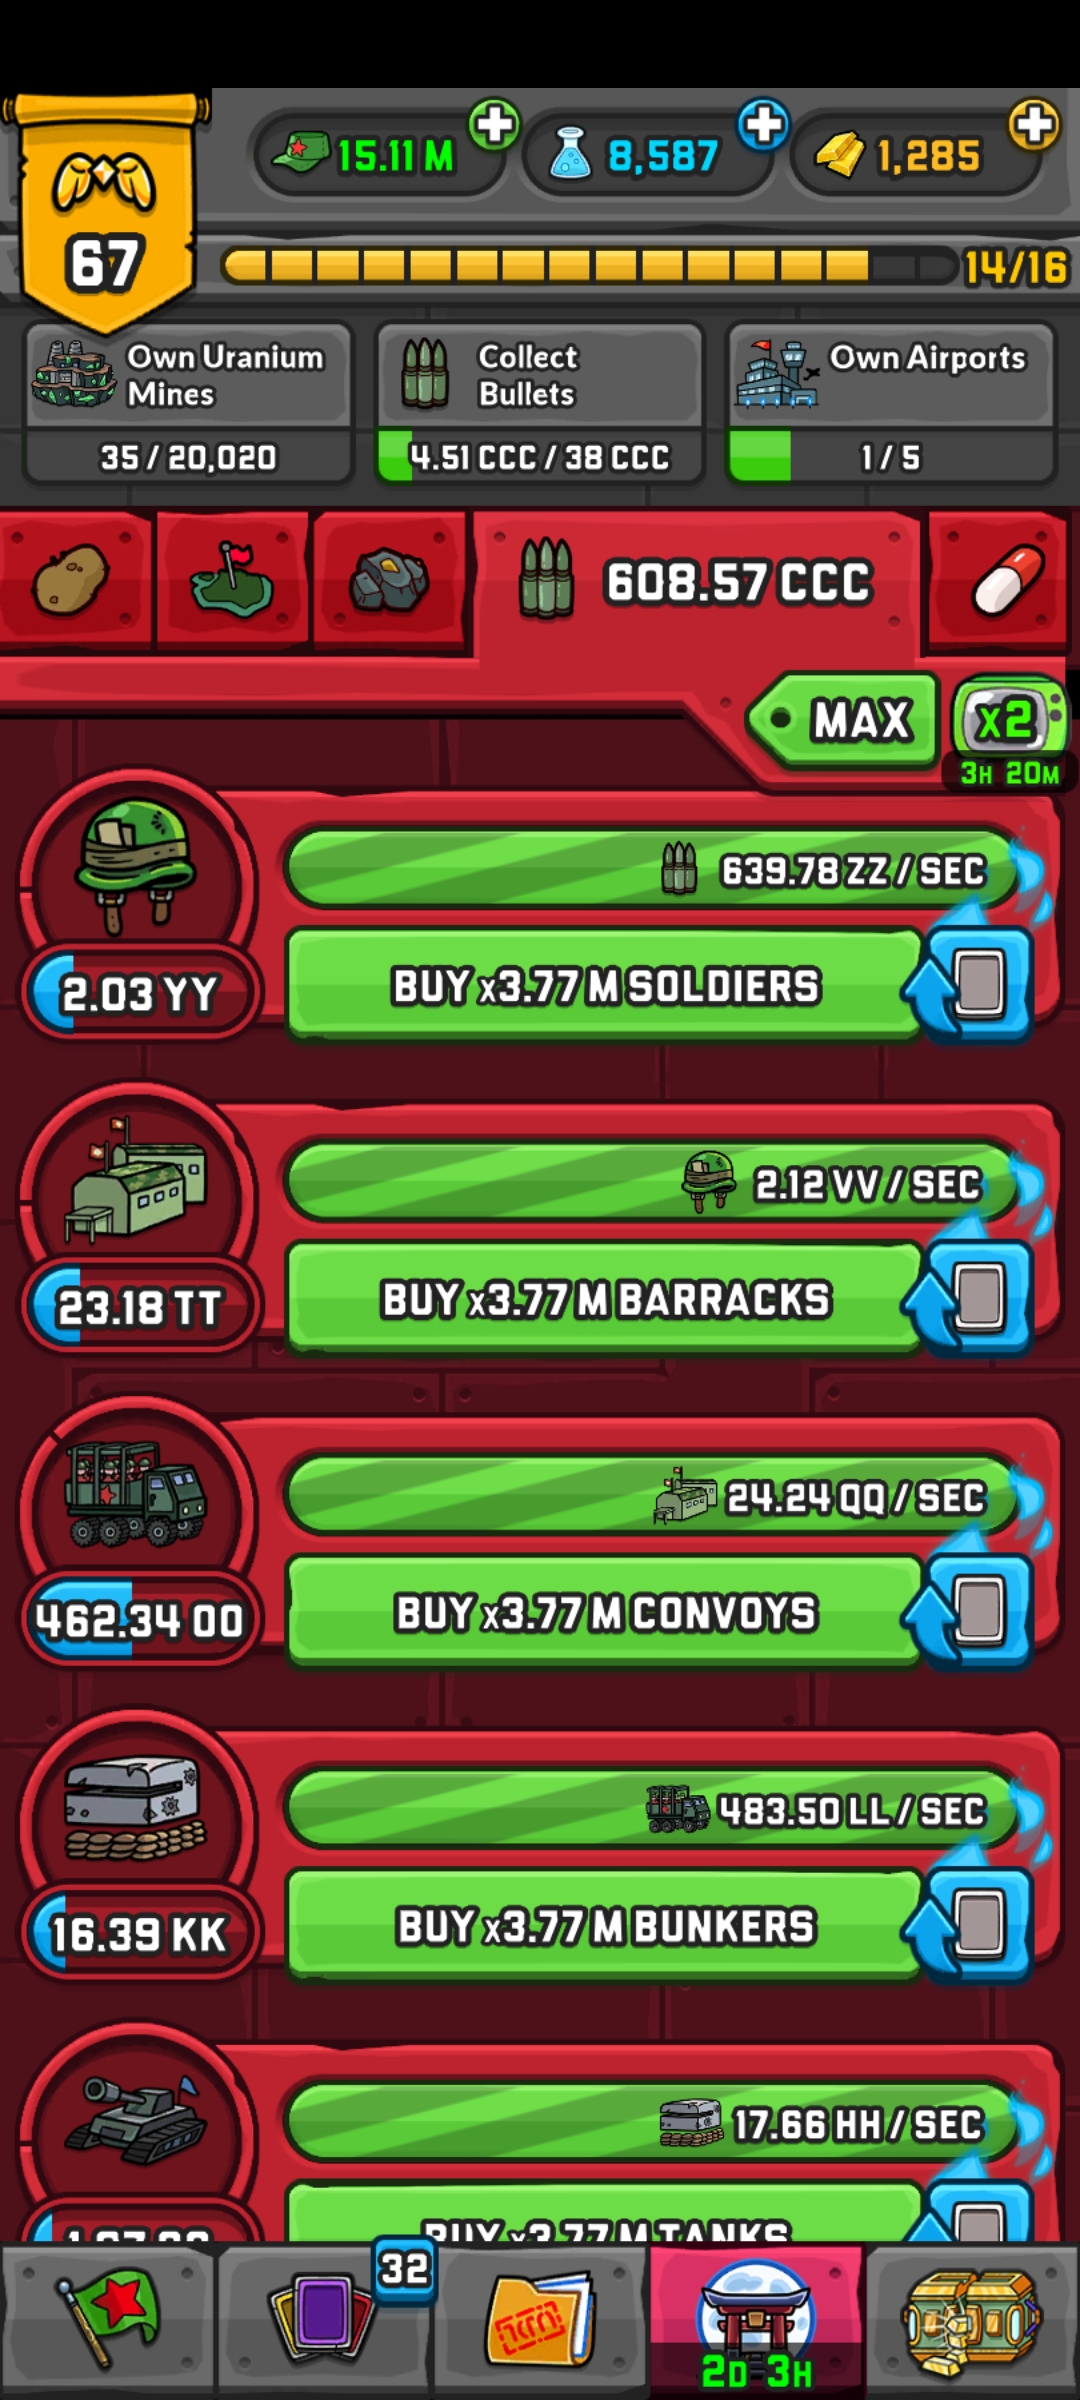 15.11 M
8,587
1,285
67
14/16
Own Uranium
Mines
35 / 20,020
Collect
Bullets
4.51 CCC / 38 CCC
Own Airports
1 / 5
608.57 CCC
MAX
x2
3H 20M
639.78 ZZ / SEC
2.03 YY
BUY x3.77 M SOLDIERS
2.12 VV / SEC
23.18 TT
BUY x3.77 M BARRACKS
24.24 QQ / SEC
462.34 OO
BUY x3.77 M CONVOYS
483.50 LL / SEC
16.39 KK
BUY x3.77 M BUNKERS
17.66 HH / SEC
BUY x3.77 M TANKS
32
2D 3H